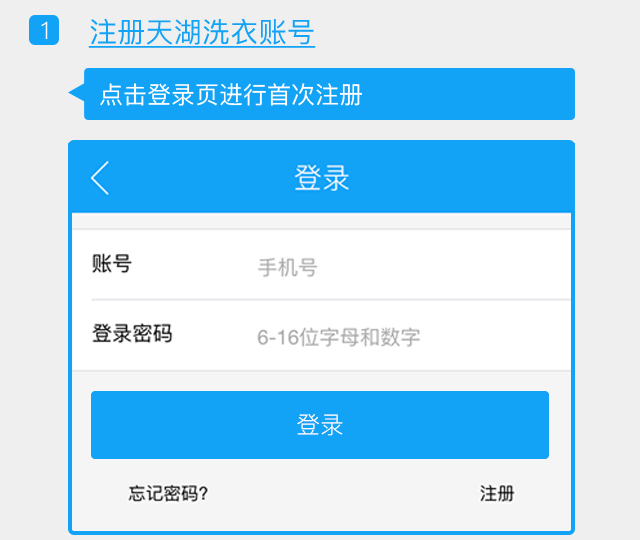 1 注册天湖洗衣账号
点击登录页进行首次注册
登录
账号 手机号
登录密码 6-16位字母和数字
登录
忘记密码? 注册